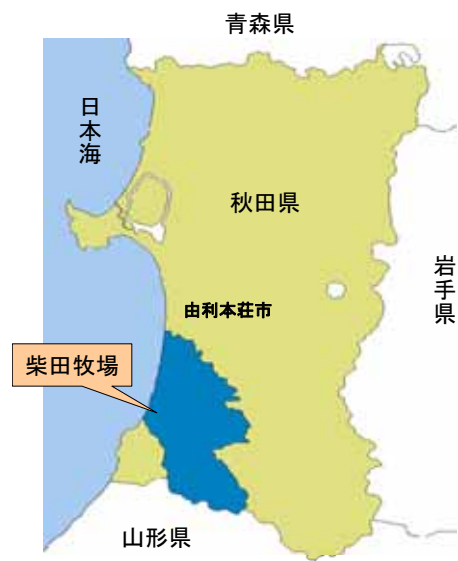 青森県
日本海
秋田県
岩手県
由利本荘市
柴田牧場
山形県